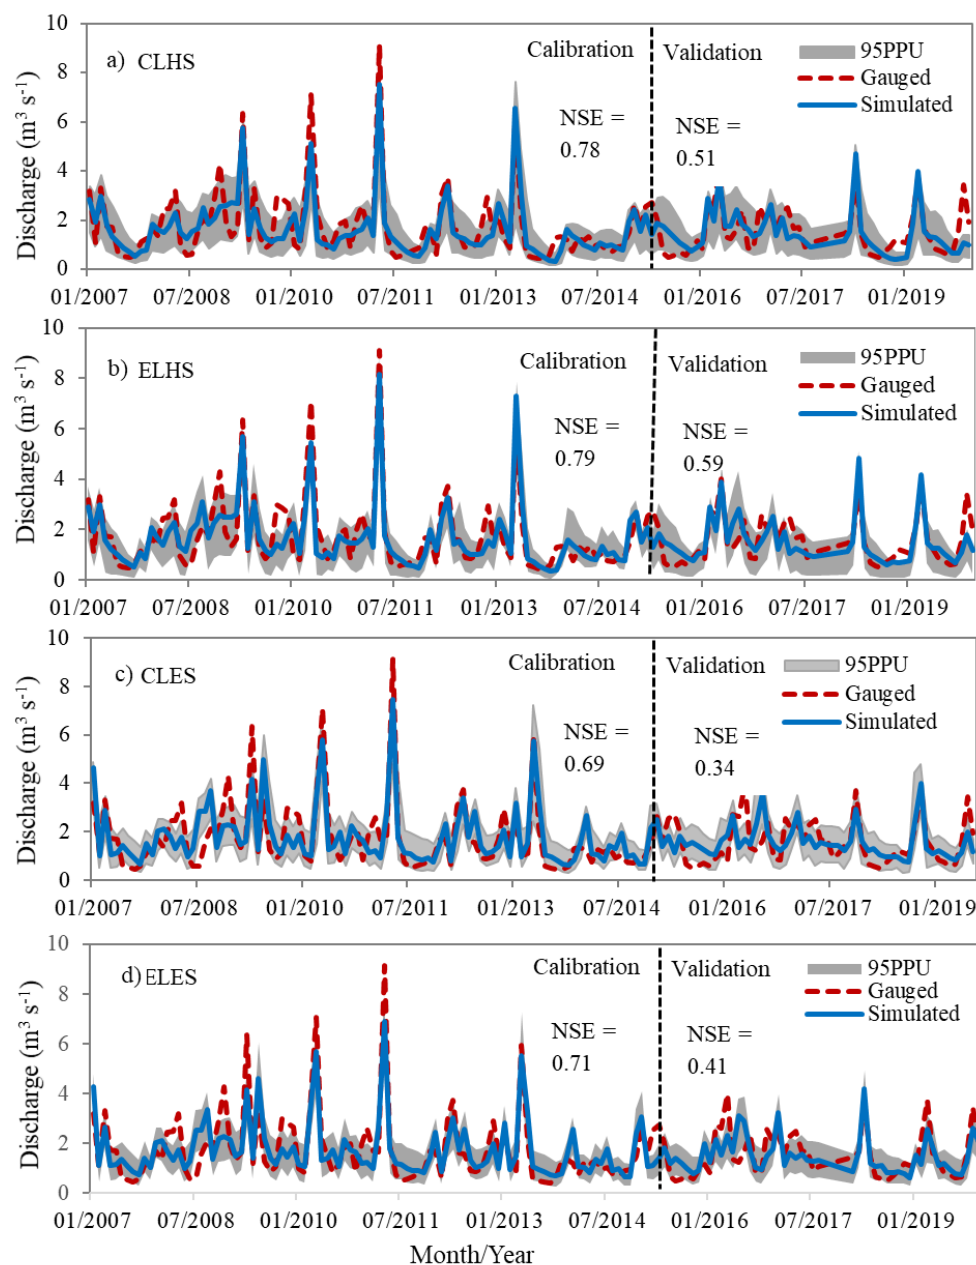 10
8
6
4
2
0
Discharge (m³ s⁻¹)
a) CLHS
Calibration
Validation
95PPU
Gauged
Simulated
NSE =
0.78
NSE =
0.51
01/2007 07/2008 01/2010 07/2011 01/2013 07/2014 01/2016 07/2017 01/2019
10
8
6
4
2
0
Discharge (m³ s⁻¹)
b) ELHS
Calibration
Validation
95PPU
Gauged
Simulated
NSE =
0.79
NSE =
0.59
01/2007 07/2008 01/2010 07/2011 01/2013 07/2014 01/2016 07/2017 01/2019
10
8
6
4
2
0
Discharge (m³ s⁻¹)
c) CLES
Calibration
Validation
95PPU
Gauged
Simulated
NSE =
0.69
NSE =
0.34
01/2007 07/2008 01/2010 07/2011 01/2013 07/2014 01/2016 07/2017 01/2019
10
8
6
4
2
0
Discharge (m³ s⁻¹)
d) ELES
Calibration
Validation
95PPU
Gauged
Simulated
NSE =
0.71
NSE =
0.41
01/2007 07/2008 01/2010 07/2011 01/2013 07/2014 01/2016 07/2017 01/2019
Month/Year